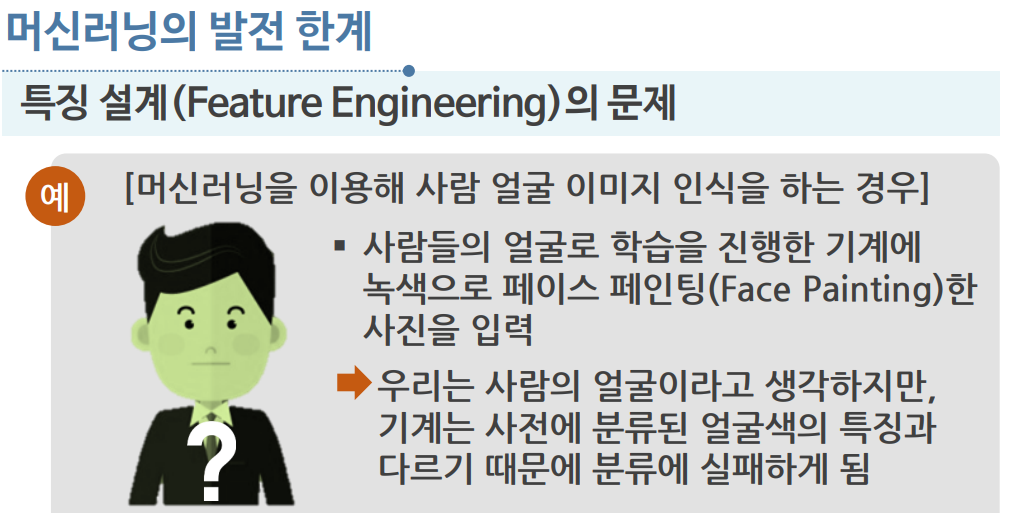 머신러닝의 발전 한계
특징 설계(Feature Engineering)의 문제
예
[머신러닝을 이용해 사람 얼굴 이미지 인식을 하는 경우]
▪ 사람들의 얼굴로 학습을 진행한 기계에
녹색으로 페이스 페인팅(Face Painting)한
사진을 입력
우리는 사람의 얼굴이라고 생각하지만,
기계는 사전에 분류된 얼굴색의 특징과
다르기 때문에 분류에 실패하게 됨
?